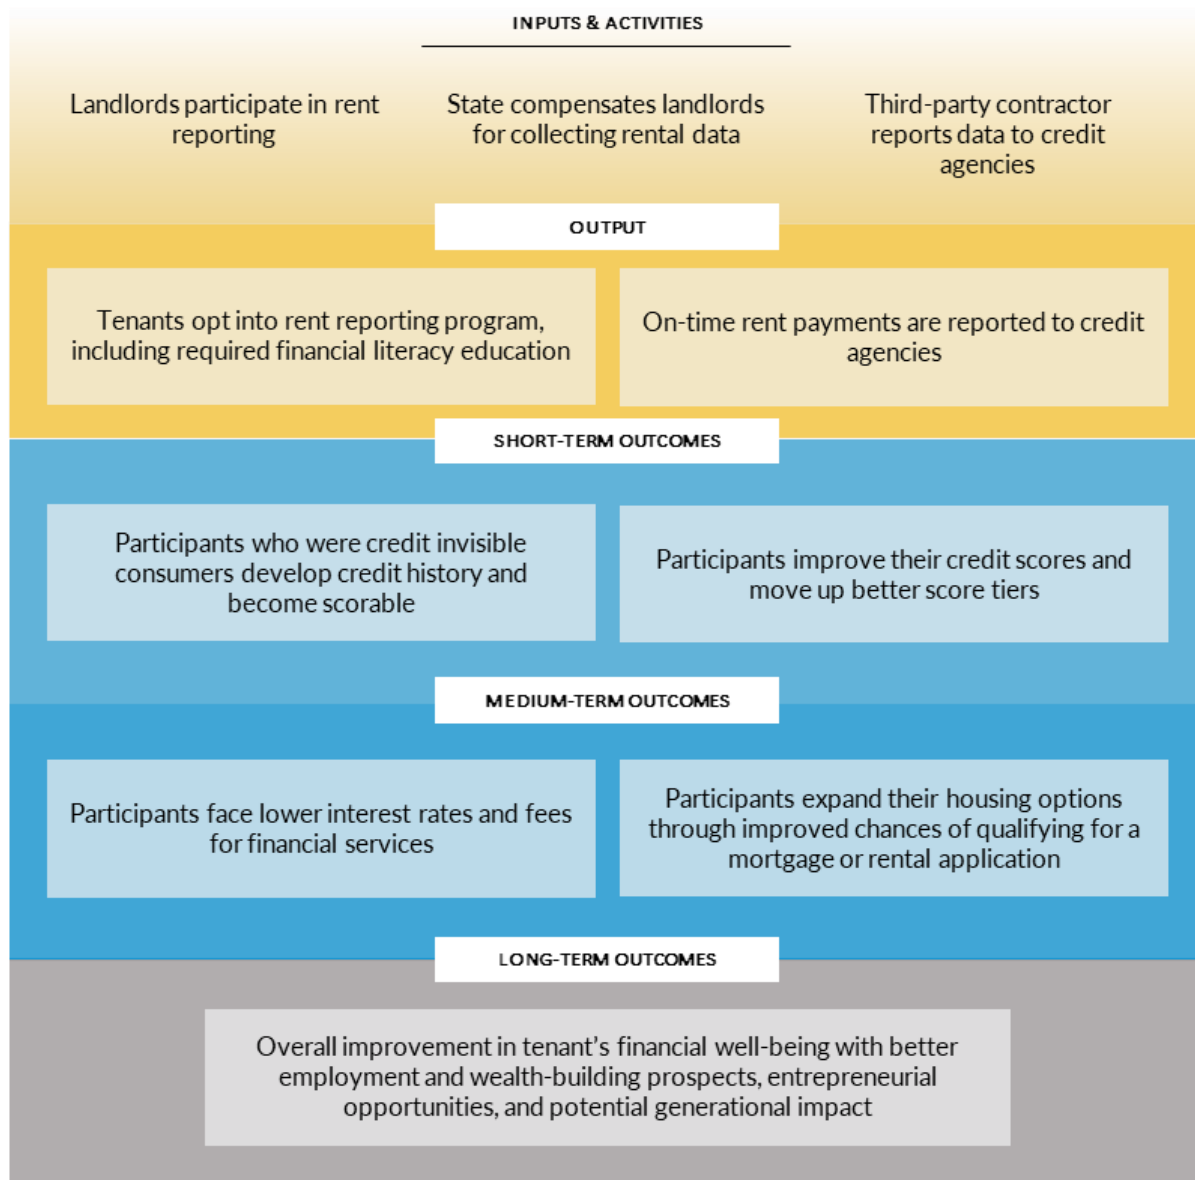 INPUTS & ACTIVITIES
Landlords participate in rent
reporting
State compensates landlords
for collecting rental data
Third-party contractor
reports data to credit
agencies
OUTPUT
Tenants opt into rent reporting program,
including required financial literacy education
On-time rent payments are reported to credit
agencies
SHORT-TERM OUTCOMES
Participants who were credit invisible
consumers develop credit history and
become scorable
Participants improve their credit scores and
move up better score tiers
MEDIUM-TERM OUTCOMES
Participants face lower interest rates and fees
for financial services
Participants expand their housing options
through improved chances of qualifying for a
mortgage or rental application
LONG-TERM OUTCOMES
Overall improvement in tenant’s financial well-being with better
employment and wealth-building prospects, entrepreneurial
opportunities, and potential generational impact